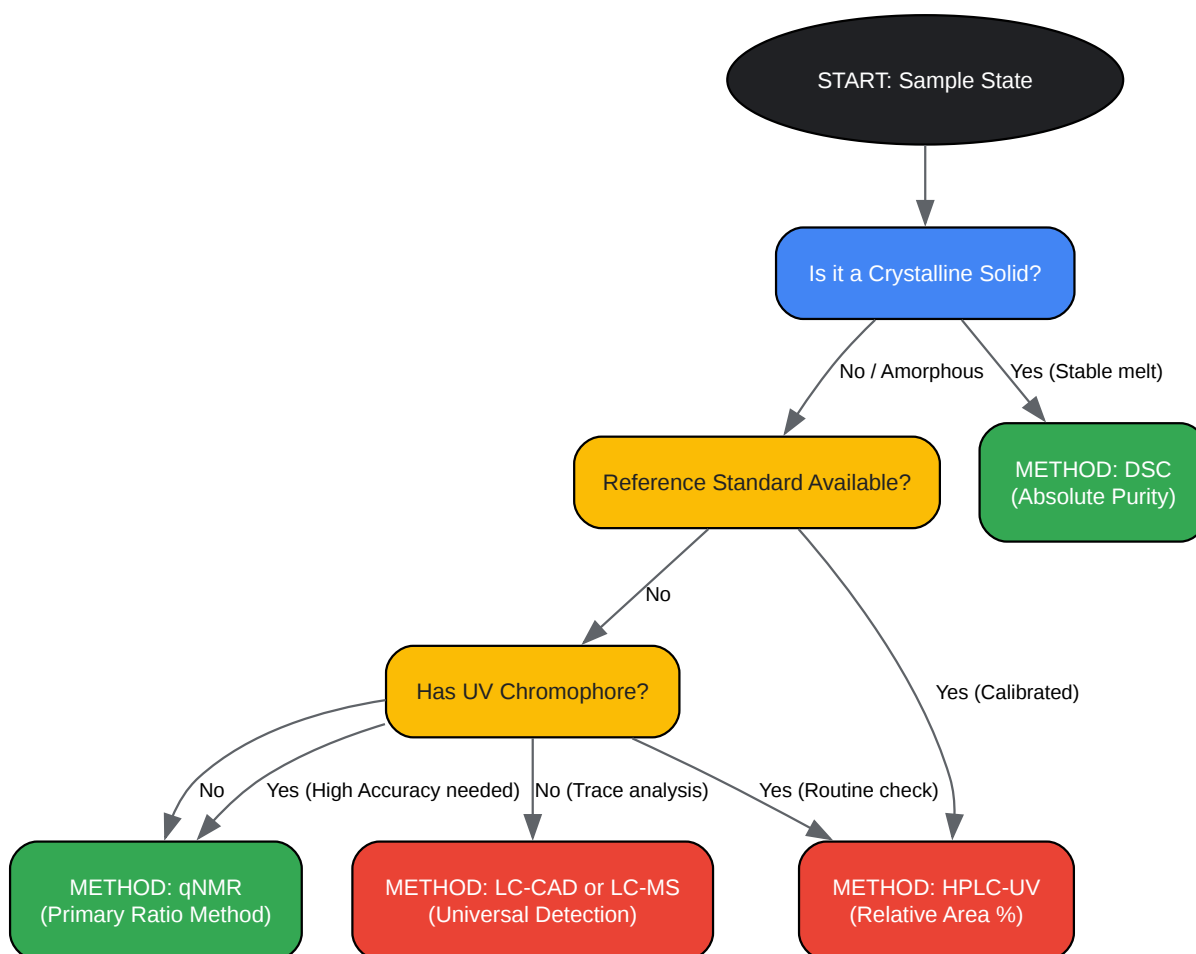 START: Sample State
Is it a Crystalline Solid?
No / Amorphous
Yes (Stable melt)
Reference Standard Available?
METHOD: DSC
(Absolute Purity)
No
Has UV Chromophore?
Yes (Calibrated)
No
Yes (High Accuracy needed)
No (Trace analysis)
Yes (Routine check)
METHOD: qNMR
(Primary Ratio Method)
METHOD: LC-CAD or LC-MS
(Universal Detection)
METHOD: HPLC-UV
(Relative Area %)